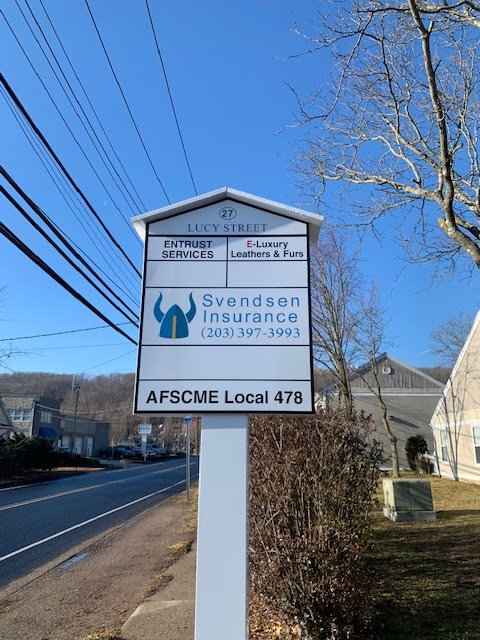 27
LUCY STREET
ENTRUST
SERVICES
E-Luxury
Leathers & Furs
Svendsen
Insurance
(203) 397-3993
AFSCME Local 478